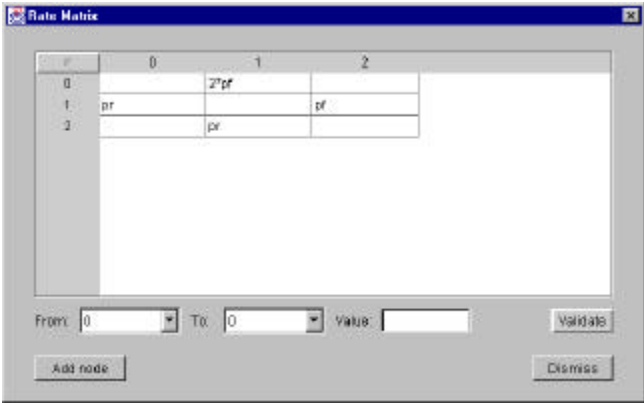 Rate Matrix
0 1 2
0 2*pf
1 pr pf
2 pr
From: 0 To: 0 Value: Validate
Add node Dismiss